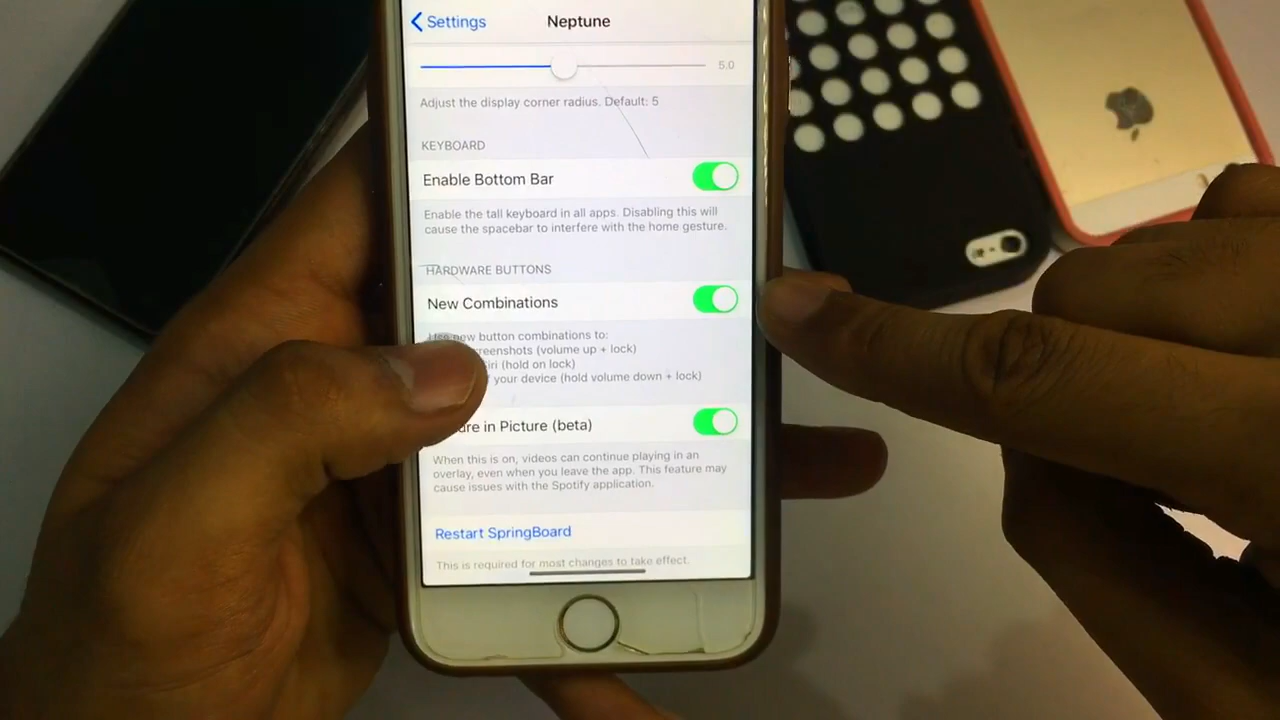 Settings
Neptune
5.0
Adjust the display corner radius. Default: 5
KEYBOARD
Enable Bottom Bar
Enable the tall keyboard in all apps. Disabling this will
cause the spacebar to interfere with the home gesture.
HARDWARE BUTTONS
New Combinations
Use new button combinations to:
reenshots (volume up + lock)
iri (hold on lock)
your device (hold volume down + lock)
ure in Picture (beta)
When this is on, videos can continue playing in an
overlay, even when you leave the app. This feature may
cause issues with the Spotify application.
Restart SpringBoard
This is required for most changes to take effect.